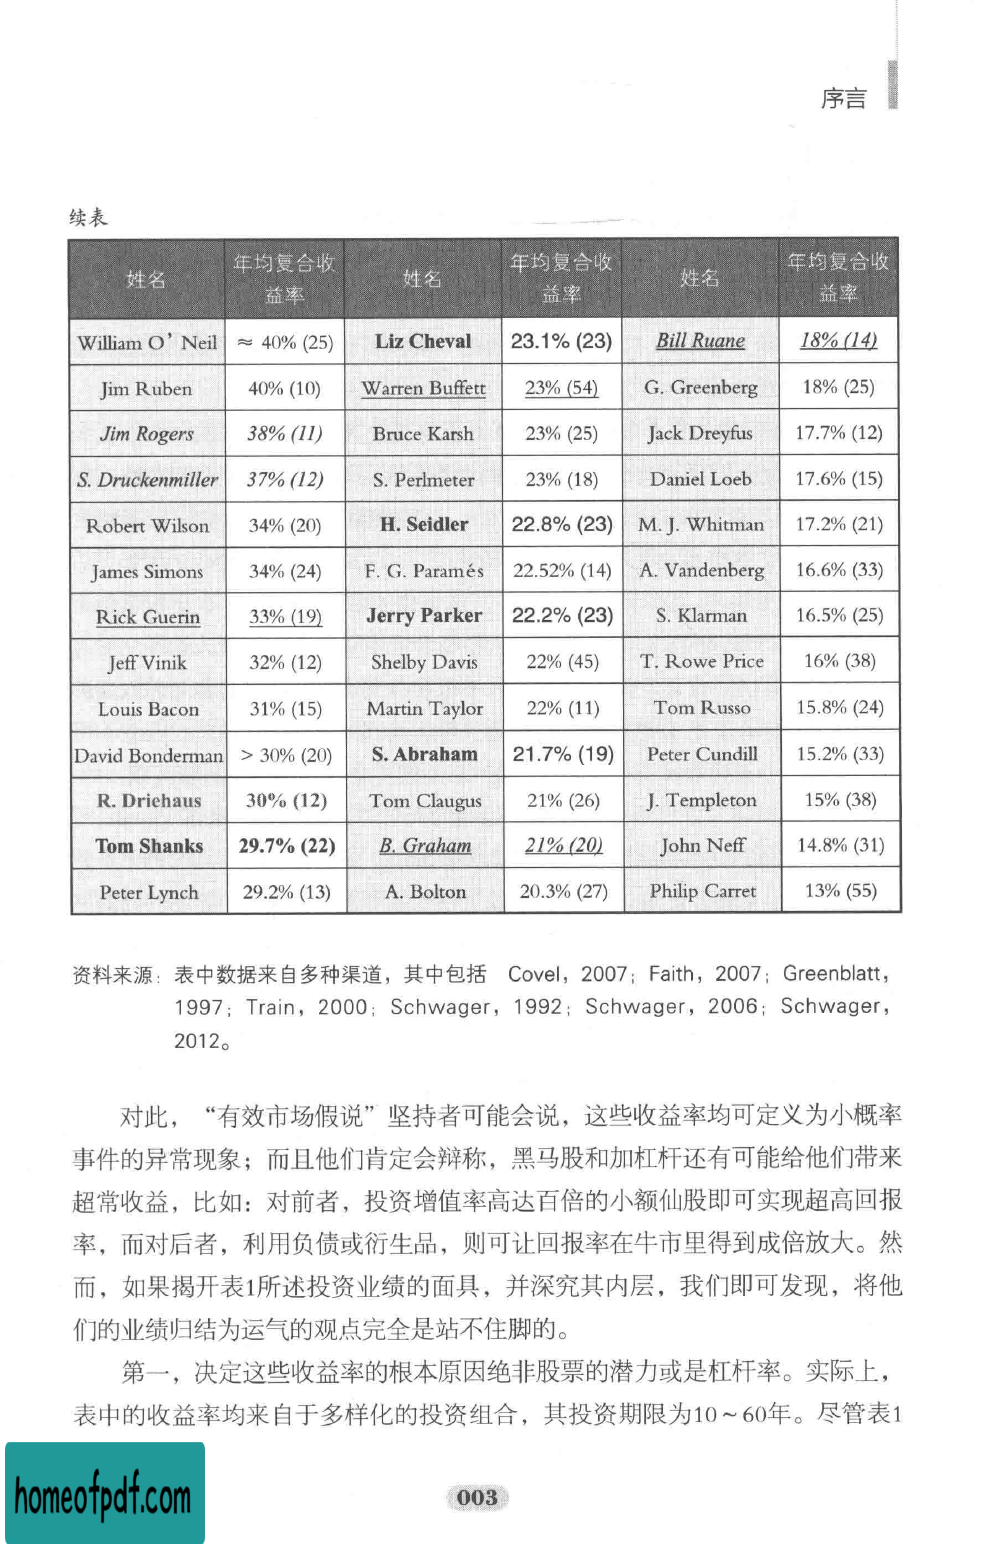 序言
续表
姓名 年均复合收益率 姓名 年均复合收益率 姓名 年均复合收益率
William O’Neil ≈ 40% (25) Liz Cheval 23.1% (23) Bill Ruane 18% (14)
Jim Ruben 40% (10) Warren Buffett 23% (54) G. Greenberg 18% (25)
Jim Rogers 38% (11) Bruce Karsh 23% (25) Jack Dreyfus 17.7% (12)
S. Druckenmiller 37% (12) S. Perlmeter 23% (18) Daniel Loeb 17.6% (15)
Robert Wilson 34% (20) H. Seidler 22.8% (23) M. J. Whitman 17.2% (21)
James Simons 34% (24) F. G. Paramés 22.52% (14) A. Vandenberg 16.6% (33)
Rick Guerin 33% (19) Jerry Parker 22.2% (23) S. Klarman 16.5% (25)
Jeff Vinik 32% (12) Shelby Davis 22% (45) T. Rowe Price 16% (38)
Louis Bacon 31% (15) Martin Taylor 22% (11) Tom Russo 15.8% (24)
David Bonderman > 30% (20) S. Abraham 21.7% (19) Peter Cundill 15.2% (33)
R. Driehaus 30% (12) Tom Claugus 21% (26) J. Templeton 15% (38)
Tom Shanks 29.7% (22) B. Graham 21% (20) John Neff 14.8% (31)
Peter Lynch 29.2% (13) A. Bolton 20.3% (27) Philip Carret 13% (55)
资料来源：表中数据来自多种渠道，其中包括 Covel，2007；Faith，2007；Greenblatt，
1997；Train，2000；Schwager，1992；Schwager，2006；Schwager，
2012。
对此，“有效市场假说”坚持者可能会说，这些收益率均可定义为小概率
事件的异常现象；而且他们肯定会辩称，黑马股和加杠杆还有可能给他们带来
超常收益，比如：对前者，投资增值率高达百倍的小额仙股即可实现超高回报
率，而对后者，利用负债或衍生品，则可让回报率在牛市里得到成倍放大。然
而，如果揭开表1所述投资业绩的面具，并深究其内层，我们即可发现，将他
们的业绩归结为运气的观点完全是站不住脚的。
第一，决定这些收益率的根本原因绝非股票的潜力或是杠杆率。实际上，
表中的收益率均来自于多样化的投资组合，其投资期限为10～60年。尽管表1
homeofpdf.com
003